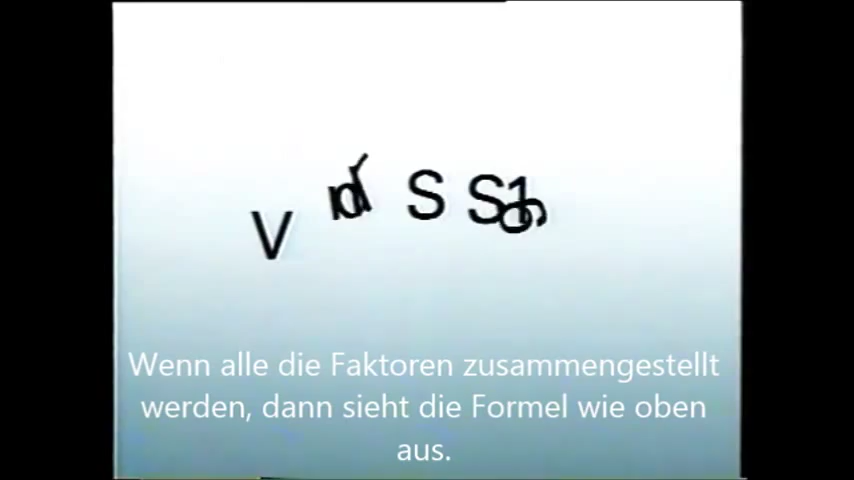 V S S
Wenn alle die Faktoren zusammengestellt
werden, dann sieht die Formel wie oben
aus.